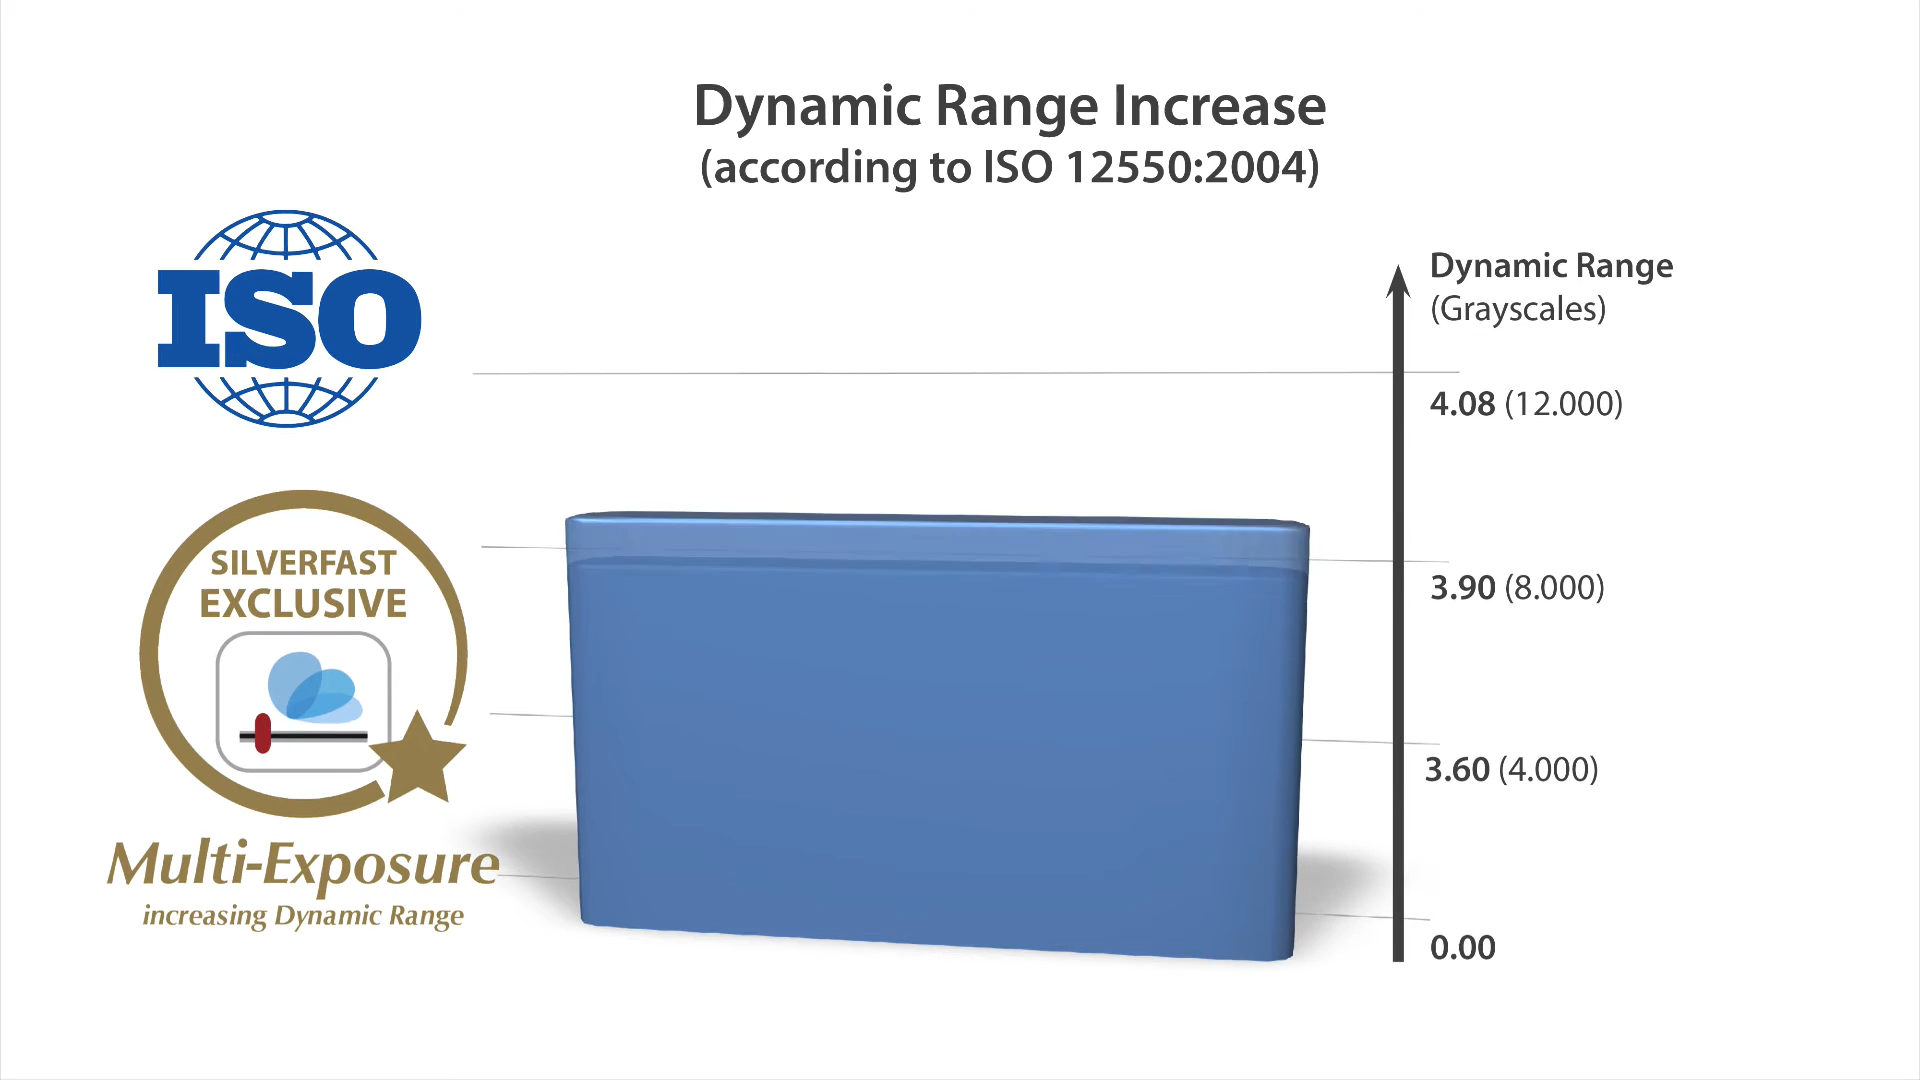 Dynamic Range Increase
(according to ISO 12550:2004)
ISO
SILVERFAST
EXCLUSIVE
Multi-Exposure
increasing Dynamic Range
Dynamic Range
(Grayscales)
4.08 (12.000)
3.90 (8.000)
3.60 (4.000)
0.00